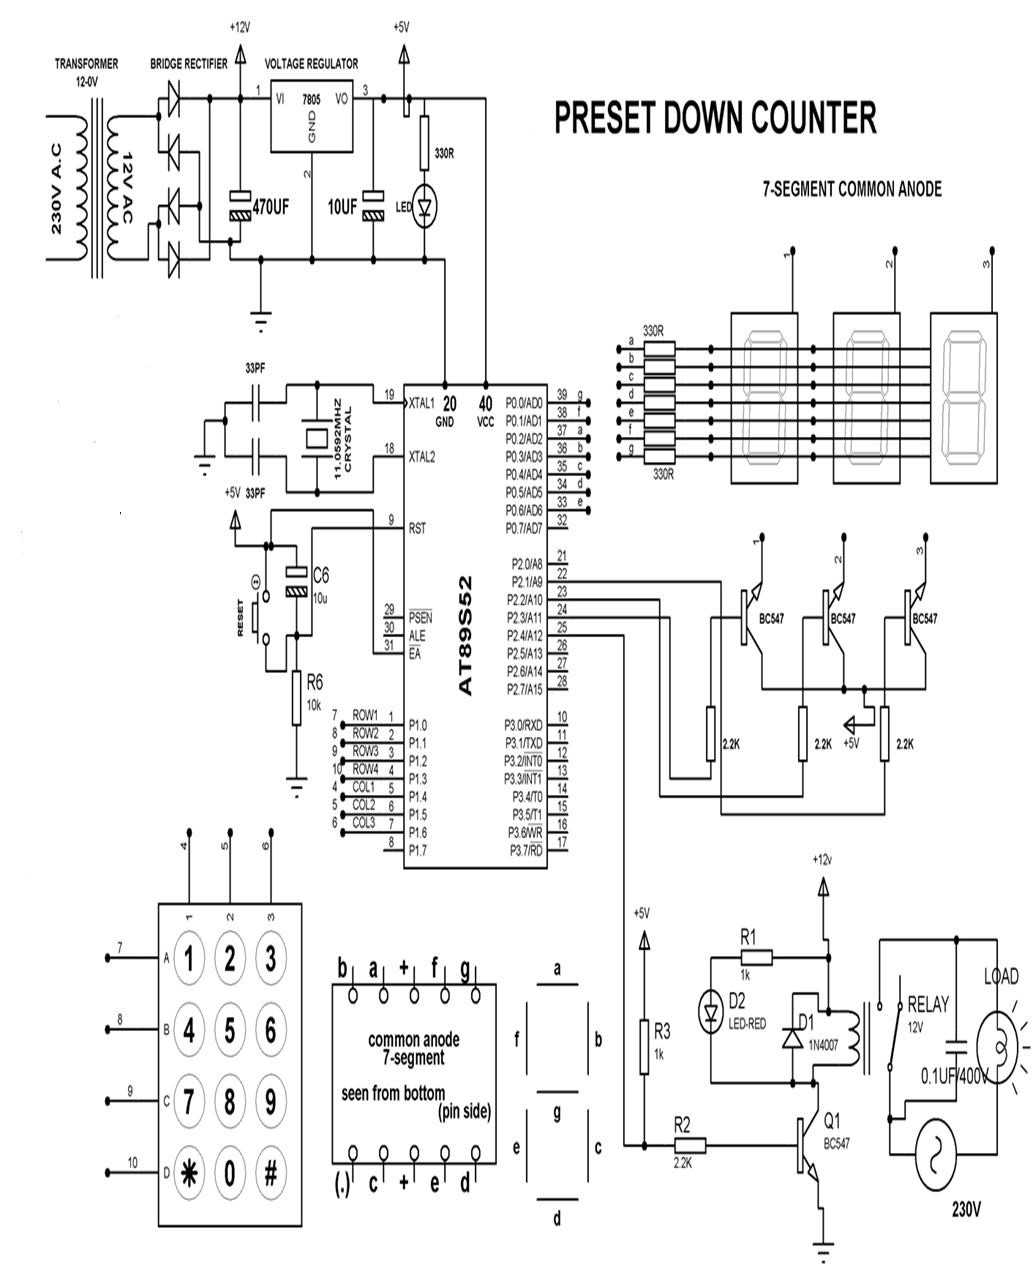 +12V
+5V
TRANSFORMER
12-0V
BRIDGE RECTIFIER
VOLTAGE REGULATOR
1
VI
7805
VO
3
GND
2
230V A.C
12V AC
470UF
10UF
330R
LED
PRESET DOWN COUNTER
7-SEGMENT COMMON ANODE
1
2
3
330R
a
b
c
d
e
f
g
330R
33PF
33PF
11.0592MHZ
CRYSTAL
19
XTAL1
20
GND
40
VCC
18
XTAL2
9
RST
29
PSEN
30
ALE
31
EA
AT89S52
P0.0/AD0 39 g
P0.1/AD1 38 f
P0.2/AD2 37 a
P0.3/AD3 36 b
P0.4/AD4 35 c
P0.5/AD5 34 d
P0.6/AD6 33 e
P0.7/AD7 32
P2.0/A8 21
P2.1/A9 22
P2.2/A10 23
P2.3/A11 24
P2.4/A12 25
P2.5/A13 26
P2.6/A14 27
P2.7/A15 28
P3.0/RXD 10
P3.1/TXD 11
P3.2/INT0 12
P3.3/INT1 13
P3.4/T0 14
P3.5/T1 15
P3.6/WR 16
P3.7/RD 17
+5V
RESET
C6
10u
R6
10k
7 ROW1 1 P1.0
8 ROW2 2 P1.1
9 ROW3 3 P1.2
10 ROW4 4 P1.3
4 COL1 5 P1.4
5 COL2 6 P1.5
6 COL3 7 P1.6
8 P1.7
1
2
3
BC547
BC547
BC547
2.2K
2.2K
+5V
2.2K
4
5
6
1
2
3
7 A
8 B
9 C
10 D
1 2 3
4 5 6
7 8 9
* 0 #
b a + f g
common anode
7-segment
seen from bottom
(pin side)
(.) c + e d
a
f
b
g
e
c
d
+5V
R3
1k
R2
2.2K
+12v
R1
1k
D2
LED-RED
D1
1N4007
Q1
BC547
RELAY
12V
LOAD
0.1UF/400V
230V